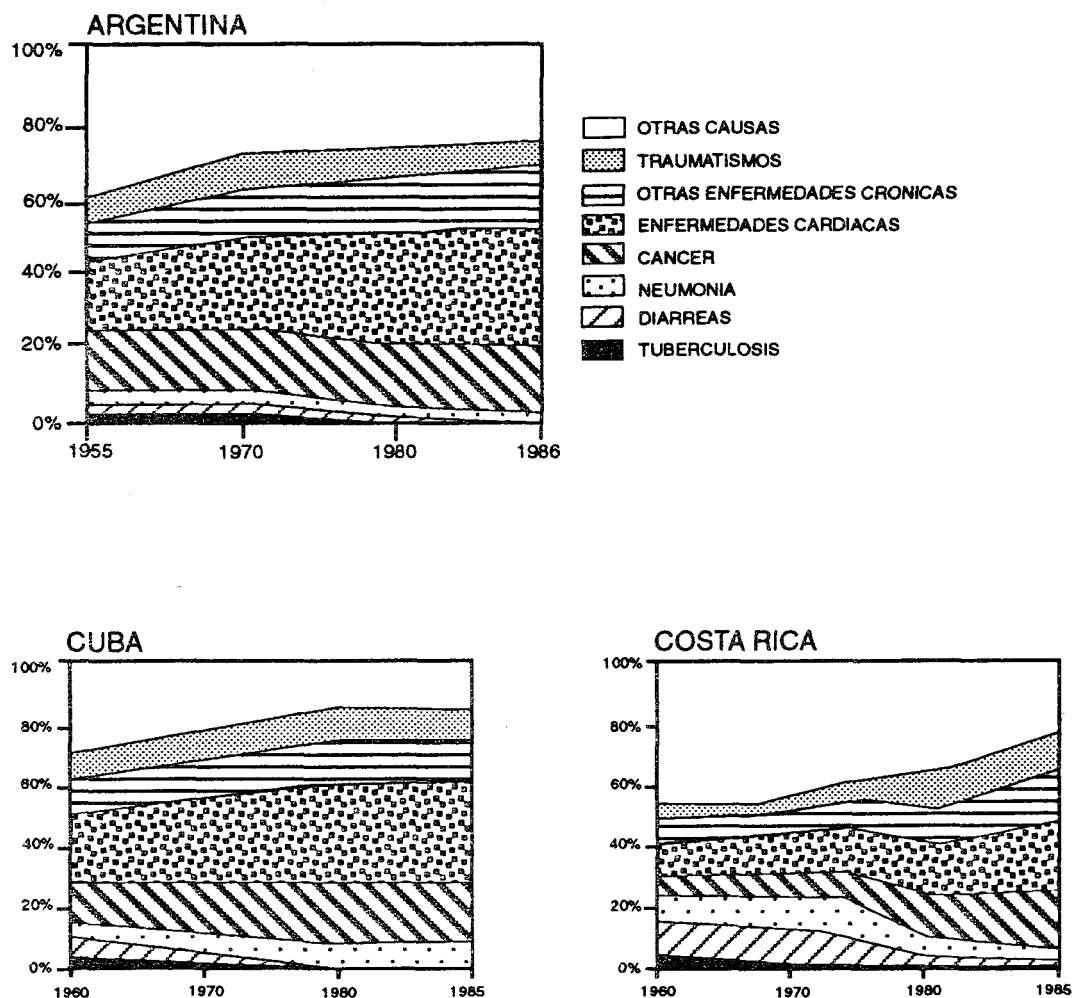 ARGENTINA
100%
80%
60%
40%
20%
0%
1955 1970 1980 1986
OTRAS CAUSAS
TRAUMATISMOS
OTRAS ENFERMEDADES CRONICAS
ENFERMEDADES CARDIACAS
CANCER
NEUMONIA
DIARREAS
TUBERCULOSIS
CUBA
100%
80%
60%
40%
20%
0%
1960 1970 1980 1985
COSTA RICA
100%
80%
60%
40%
20%
0%
1960 1970 1980 1985